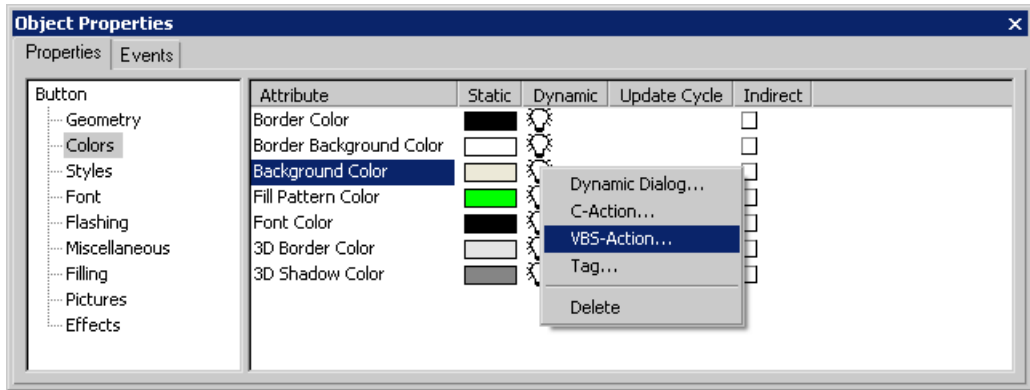 Object Properties
Properties Events
Button
Geometry
Colors
Styles
Font
Flashing
Miscellaneous
Filling
Pictures
Effects
Attribute Static Dynamic Update Cycle Indirect
Border Color
Border Background Color
Background Color
Fill Pattern Color
Font Color
3D Border Color
3D Shadow Color
Dynamic Dialog...
C-Action...
VBS-Action...
Tag...
Delete